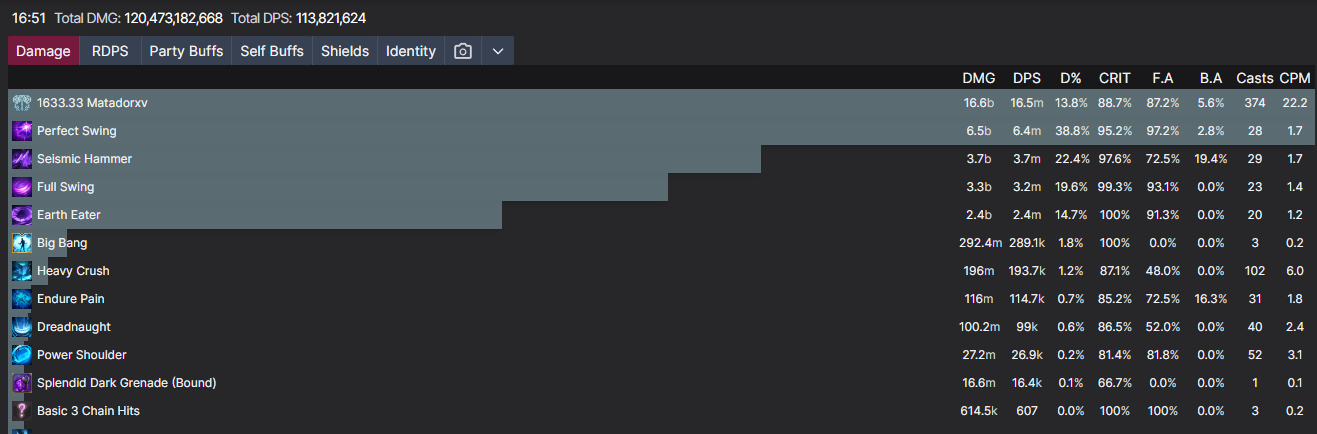 16:51 Total DMG: 120,473,182,668 Total DPS: 113,821,624
Damage RDPS Party Buffs Self Buffs Shields Identity
DMG DPS D% CRIT F.A B.A Casts CPM
1633.33 Matadorxv 16.6b 16.5m 13.8% 88.7% 87.2% 5.6% 374 22.2
Perfect Swing 6.5b 6.4m 38.8% 95.2% 97.2% 2.8% 28 1.7
Seismic Hammer 3.7b 3.7m 22.4% 97.6% 72.5% 19.4% 29 1.7
Full Swing 3.3b 3.2m 19.6% 99.3% 93.1% 0.0% 23 1.4
Earth Eater 2.4b 2.4m 14.7% 100% 91.3% 0.0% 20 1.2
Big Bang 292.4m 289.1k 1.8% 100% 0.0% 0.0% 3 0.2
Heavy Crush 196m 193.7k 1.2% 87.1% 48.0% 0.0% 102 6.0
Endure Pain 116m 114.7k 0.7% 85.2% 72.5% 16.3% 31 1.8
Dreadnaught 100.2m 99k 0.6% 86.5% 52.0% 0.0% 40 2.4
Power Shoulder 27.2m 26.9k 0.2% 81.4% 81.8% 0.0% 52 3.1
Splendid Dark Grenade (Bound) 16.6m 16.4k 0.1% 66.7% 0.0% 0.0% 1 0.1
Basic 3 Chain Hits 614.5k 607 0.0% 100% 100% 0.0% 3 0.2